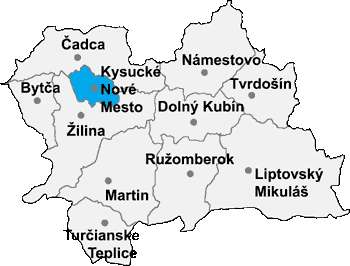 Čadca
Kysucké
Nové
Mesto
Námestovo
Tvrdošín
Bytča
Dolný Kubín
Žilina
Ružomberok
Liptovský
Mikuláš
Martin
Turčianske
Teplice